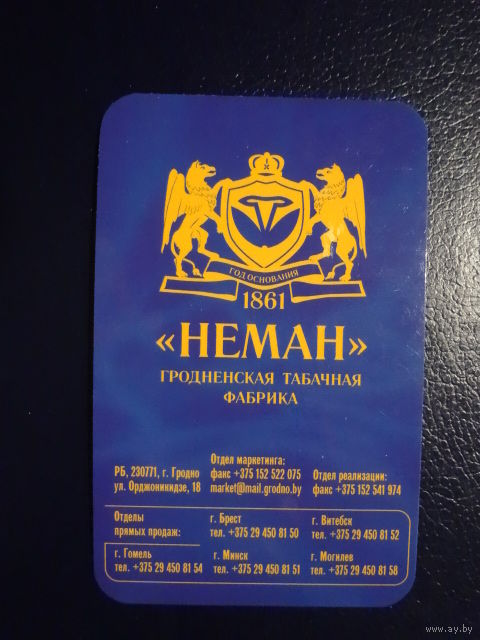 ГОД ОСНОВАНИЯ
1861
«НЕМАН»
ГРОДНЕНСКАЯ ТАБАЧНАЯ
ФАБРИКА
РБ, 230771, г. Гродно
ул. Орджоникидзе, 18
Отдел маркетинга:
факс +375 152 522 075
market@mail.grodno.by
Отдел реализации:
факс +375 152 541 974
Отделы
прямых продаж:
г. Брест
тел. +375 29 450 81 50
г. Витебск
тел. +375 29 450 81 52
г. Гомель
тел. +375 29 450 81 54
г. Минск
тел. +375 29 450 81 51
г. Могилев
тел. +375 29 450 81 58
www.ay.by